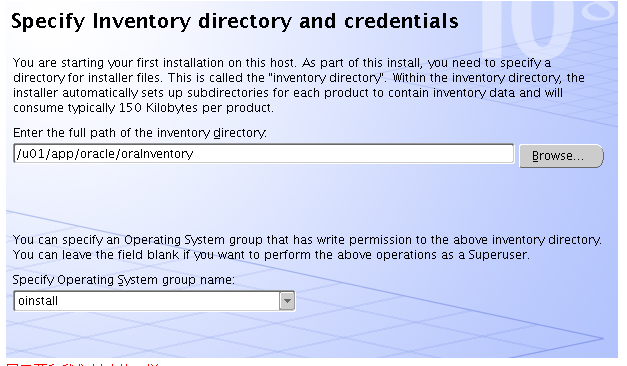 Specify Inventory directory and credentials
You are starting your first installation on this host. As part of this install, you need to specify a
directory for installer files. This is called the "inventory directory". Within the inventory directory, the
installer automatically sets up subdirectories for each product to contain inventory data and will
consume typically 150 Kilobytes per product.
Enter the full path of the inventory directory:
/u01/app/oracle/oraInventory
Browse...
You can specify an Operating System group that has write permission to the above inventory directory.
You can leave the field blank if you want to perform the above operations as a Superuser.
Specify Operating System group name:
oinstall